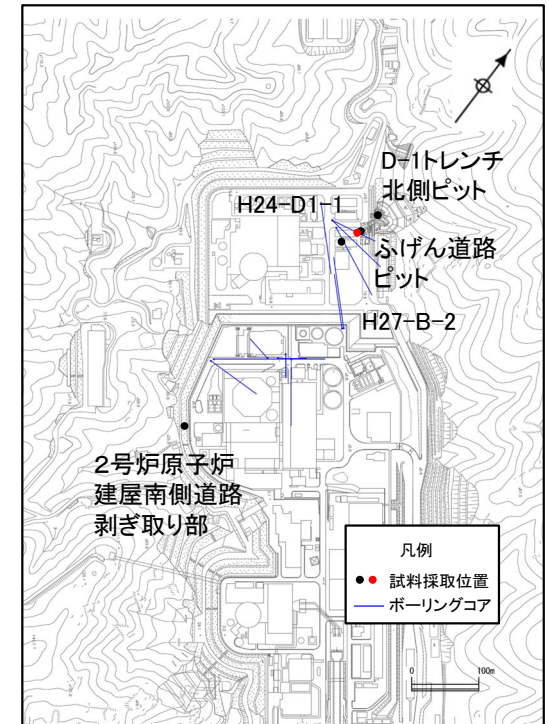 D-1トレンチ
北側ピット
H24-D1-1
ふげん道路
ピット
H27-B-2
2号炉原子炉
建屋南側道路
剥ぎ取り部
凡例
試料採取位置
ボーリングコア
0 100m